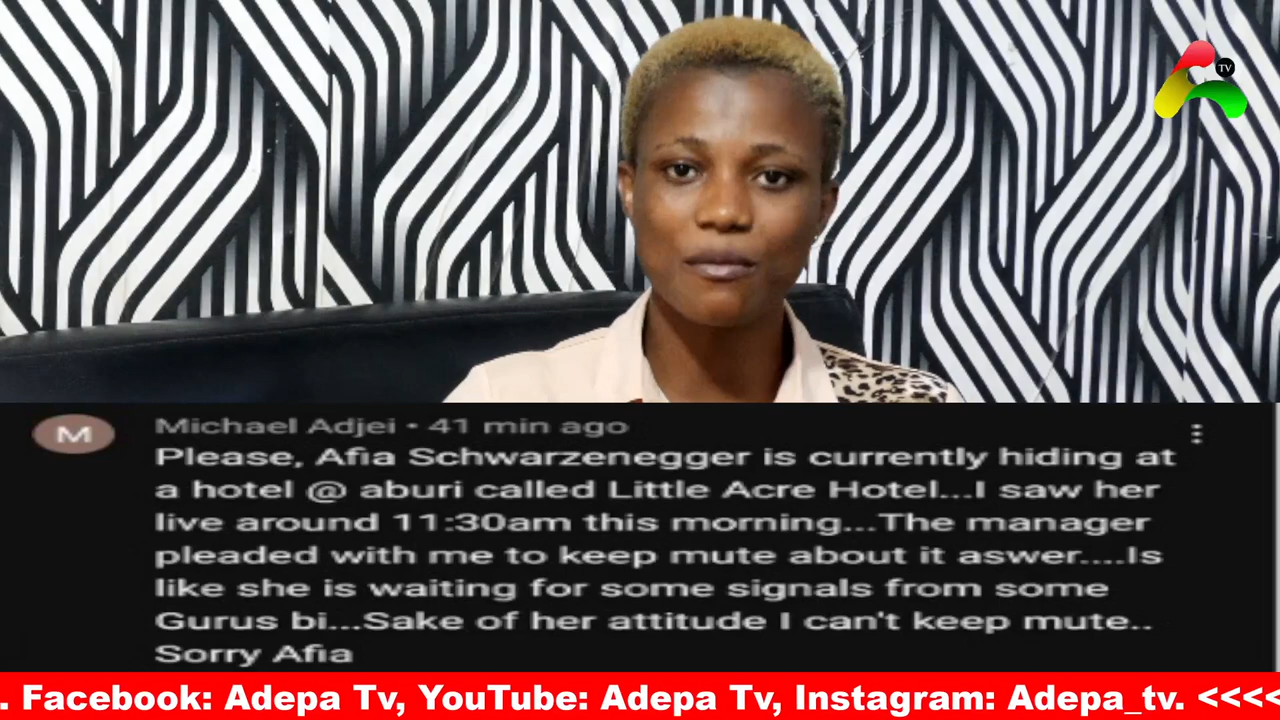 TV
M
Michael Adjei • 41 min ago
Please, Afia Schwarzenegger is currently hiding at
a hotel @ aburi called Little Acre Hotel...I saw her
live around 11:30am this morning...The manager
pleaded with me to keep mute about it aswer....Is
like she is waiting for some signals from some
Gurus bi...Sake of her attitude I can't keep mute..
Sorry Afia
. Facebook: Adepa Tv, YouTube: Adepa Tv, Instagram: Adepa_tv. <<<<